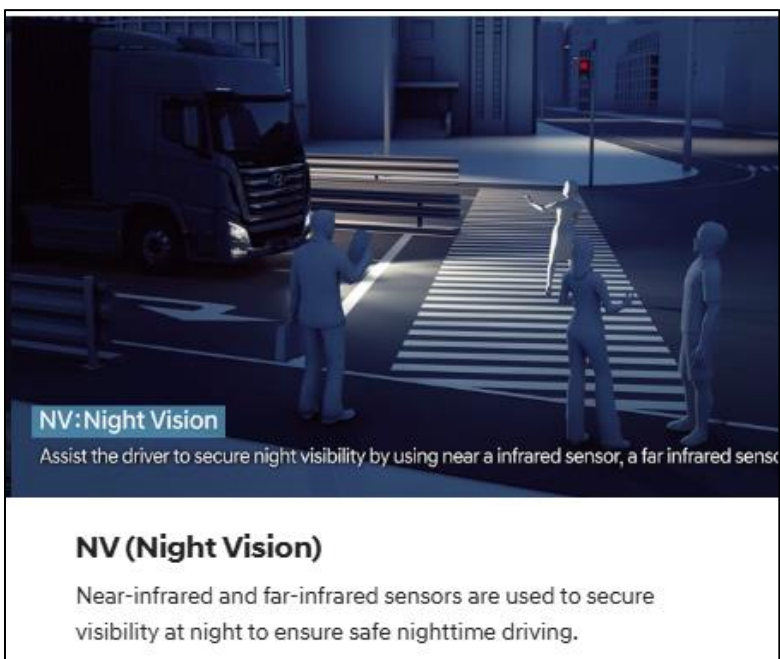 NV:Night Vision
Assist the driver to secure night visibility by using near a infrared sensor, a far infrared senso
NV (Night Vision)
Near-infrared and far-infrared sensors are used to secure
visibility at night to ensure safe nighttime driving.